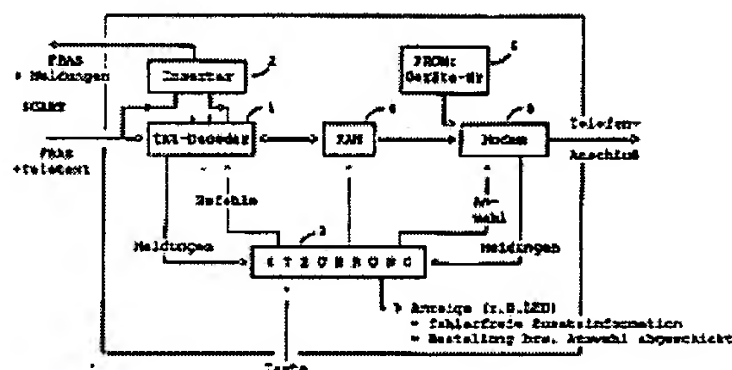 FBAS
+ Meldungen
SCART
FBAS
+Teletext
Inserter
2
TXT-Decoder
1
RAM
4
PROM:
Geräte-Nr
6
Modem
5
Telefon-
Anschluß
Befehle
An-
wahl
Meldungen
Meldungen
3
STEUERUNG
Anzeige (z.B.LED)
* fehlerfreie Zusatzinformation
* Bestellung bzw. Auswahl abgeschickt
Taste